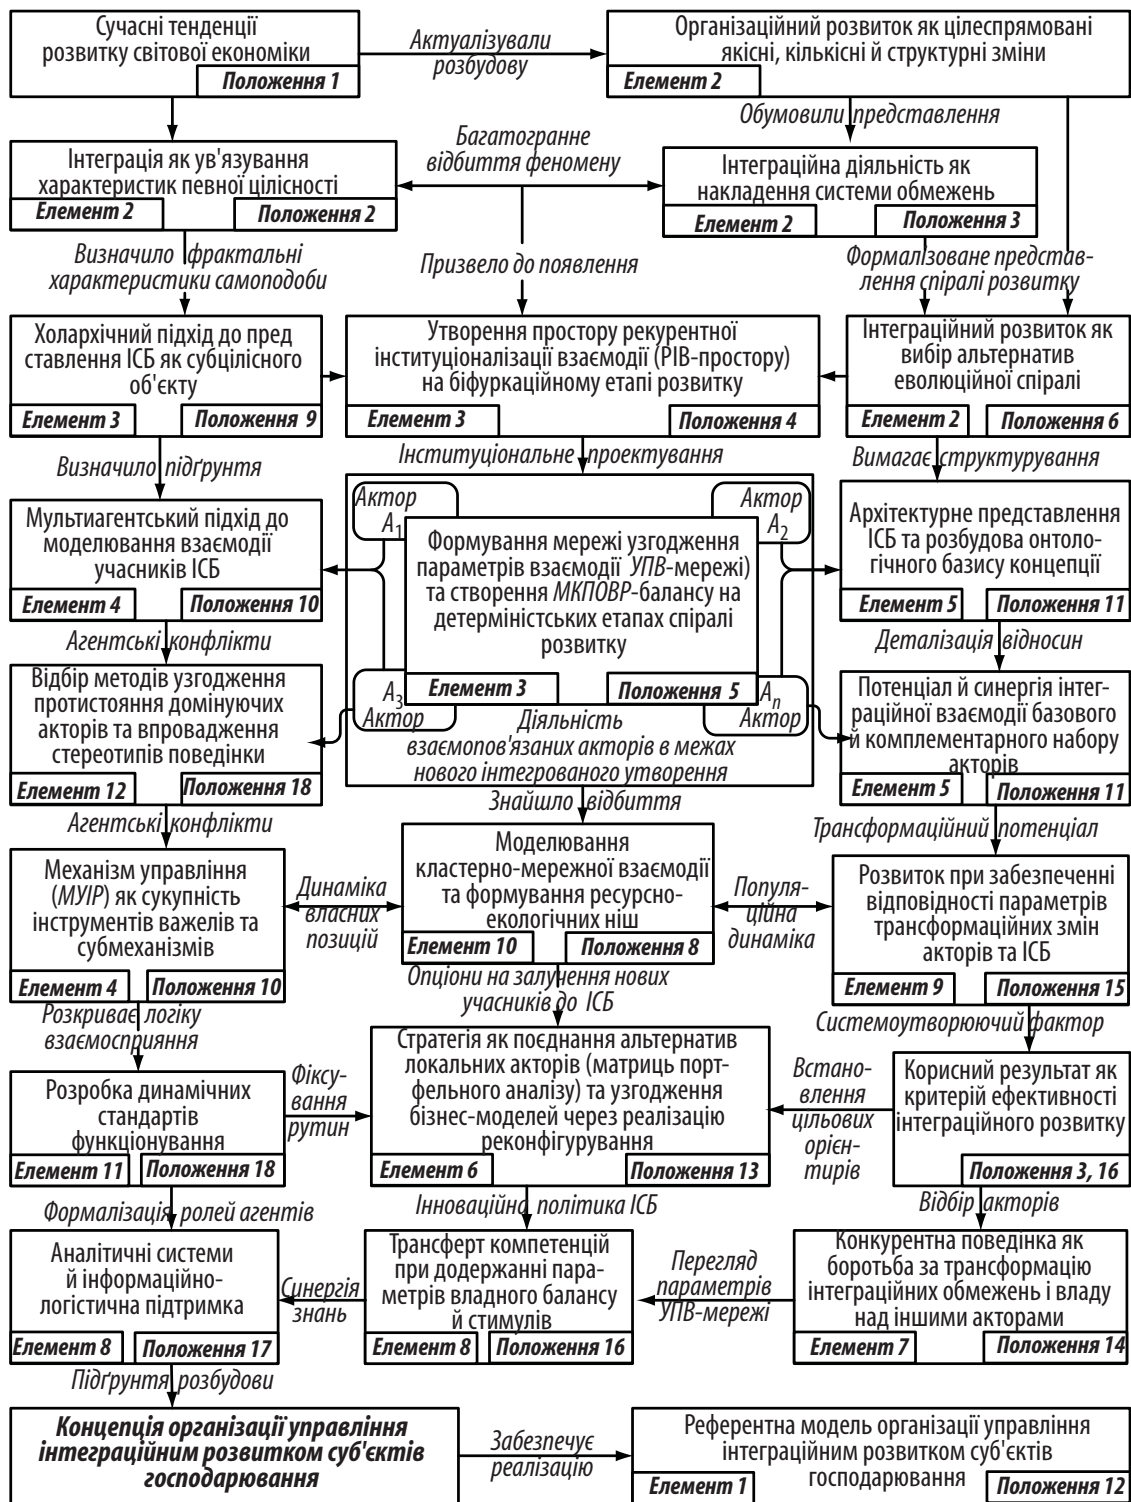 Сучасні тенденції
розвитку світової економіки
Положення 1
Актуалізували
розбудову
Організаційний розвиток як цілеспрямовані
якісні, кількісні й структурні зміни
Елемент 2
Обумовили представлення
Багатогранне
відбиття феномену
Інтеграція як ув'язування
характеристик певної цілісності
Елемент 2
Положення 2
Інтеграційна діяльність як
накладення системи обмежень
Елемент 2
Положення 3
Визначило фрактальні
характеристики самоподоби
Призвело до появлення
Формалізоване представ-
лення спіралі розвитку
Холархічний підхід до пред
ставлення ІСБ як субцілісного
об'єкту
Елемент 3
Положення 9
Утворення простору рекурентної
інституціоналізації взаємодії (РІВ-простору)
на біфуркаційному етапі розвитку
Елемент 3
Положення 4
Інтеграційний розвиток як
вибір альтернатив
еволюційної спіралі
Елемент 2
Положення 6
Визначило підґрунтя
Інституціональне проектування
Вимагає структурування
Мультиагентський підхід до
моделювання взаємодії
учасників ІСБ
Елемент 4
Положення 10
Актор
A1
Актор
A2
Формування мережі узгодження
параметрів взаємодії УПВ-мережі)
та створення МКПОВР-балансу на
детерміністських етапах спіралі
розвитку
Елемент 3
Положення 5
A3
Актор
An
Актор
Діяльність
взаємопов'язаних акторів в межах
нового інтегрованого утворення
Архітектурне представлення
ІСБ та розбудова онтоло-
гічного базису концепції
Елемент 5
Положення 11
Агентські конфлікти
Деталізація відносин
Відбір методів узгодження
протистояння домінуючих
акторів та впровадження
стереотипів поведінки
Елемент 12
Положення 18
Потенціал й синергія інтег-
раційної взаємодії базового
й комплементарного набору
акторів
Елемент 5
Положення 11
Агентські конфлікти
Знайшло відбиття
Трансформаційний потенціал
Механізм управління
(МУІР) як сукупність
інструментів важелів та
субмеханізмів
Елемент 4
Положення 10
Динаміка
власних
позицій
Моделювання
кластерно-мережної взаємодії
та формування ресурсно-
екологічних ніш
Елемент 10
Положення 8
Популя-
ційна
динаміка
Розвиток при забезпеченні
відповідності параметрів
трансформаційних змін
акторів та ІСБ
Елемент 9
Положення 15
Розкриває логіку
взаємосприяння
Опціони на залучення нових
учасників до ІСБ
Системоутворюючий фактор
Розробка динамічних
стандартів
функціонування
Елемент 11
Положення 18
Фіксу-
вання
рутин
Стратегія як поєднання альтернатив
локальних акторів (матриць порт-
фельного аналізу) та узгодження
бізнес-моделей через реалізацію
реконфігурування
Елемент 6
Положення 13
Встано-
влення
цільових
орієн-
тирів
Корисний результат як
критерій ефективності
інтеграційного розвитку
Положення 3, 16
Формалізація ролей агентів
Інноваційна політика ІСБ
Відбір акторів
Аналітичні системи
й інформаційно-
логістична підтримка
Елемент 8
Положення 17
Синергія
знань
Трансферт компетенцій
при додержанні пара-
метрів владного балансу
й стимулів
Елемент 8
Положення 16
Перегляд
параметрів
УПВ-мережі
Конкурентна поведінка як
боротьба за трансформацію
інтеграційних обмежень і владу
над іншими акторами
Елемент 7
Положення 14
Підґрунтя розбудови
Концепція організації управління
інтеграційним розвитком суб'єктів
господарювання
Забезпечує
реалізацію
Референтна модель організації управління
інтеграційним розвитком суб'єктів
господарювання
Елемент 1
Положення 12